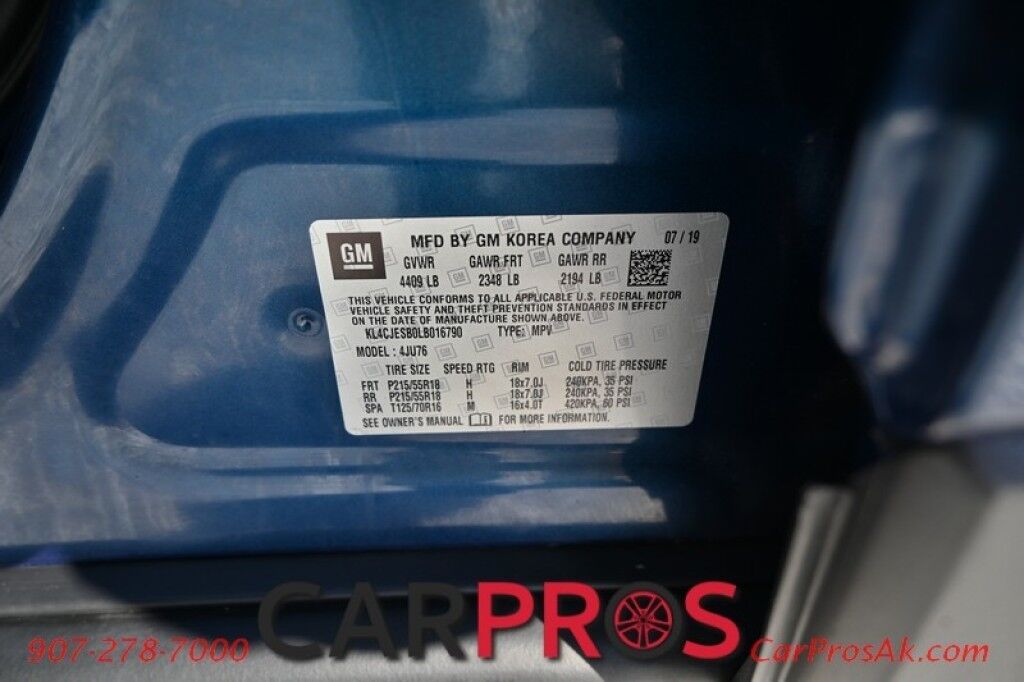 GM
MFD BY GM KOREA COMPANY 07 / 19
GVWR GAWR FRT GAWR RR
4409 LB 2348 LB 2194 LB
THIS VEHICLE CONFORMS TO ALL APPLICABLE U.S. FEDERAL MOTOR
VEHICLE SAFETY AND THEFT PREVENTION STANDARDS IN EFFECT
ON THE DATE OF MANUFACTURE SHOWN ABOVE.
KL4CJESB0LB016790 TYPE: MPV
MODEL : 4JU76
TIRE SIZE SPEED RTG RIM COLD TIRE PRESSURE
FRT P215/55R18 H 18x7.0J 240KPA, 35 PSI
RR P215/55R18 H 18x7.0J 240KPA, 35 PSI
SPA T125/70R16 M 16x4.0T 420KPA, 60 PSI
SEE OWNER'S MANUAL FOR MORE INFORMATION.
CARPROS
907-278-7000 CarProsAk.com